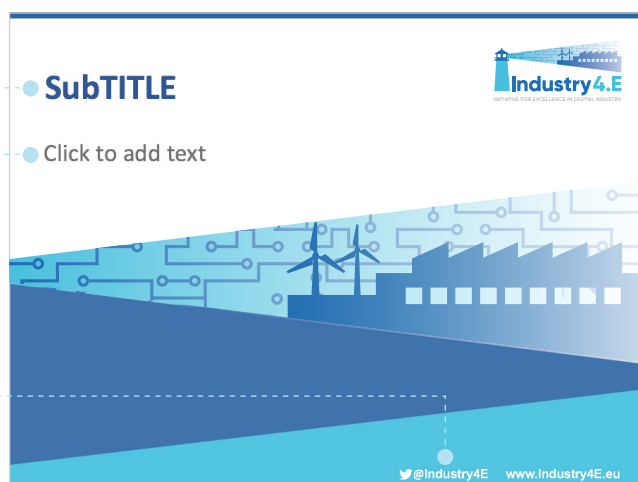 SubTITLE
Industry4.E
INITIATIVE FOR EXCELLENCE IN DIGITAL INDUSTRY
Click to add text
@Industry4E www.Industry4E.eu